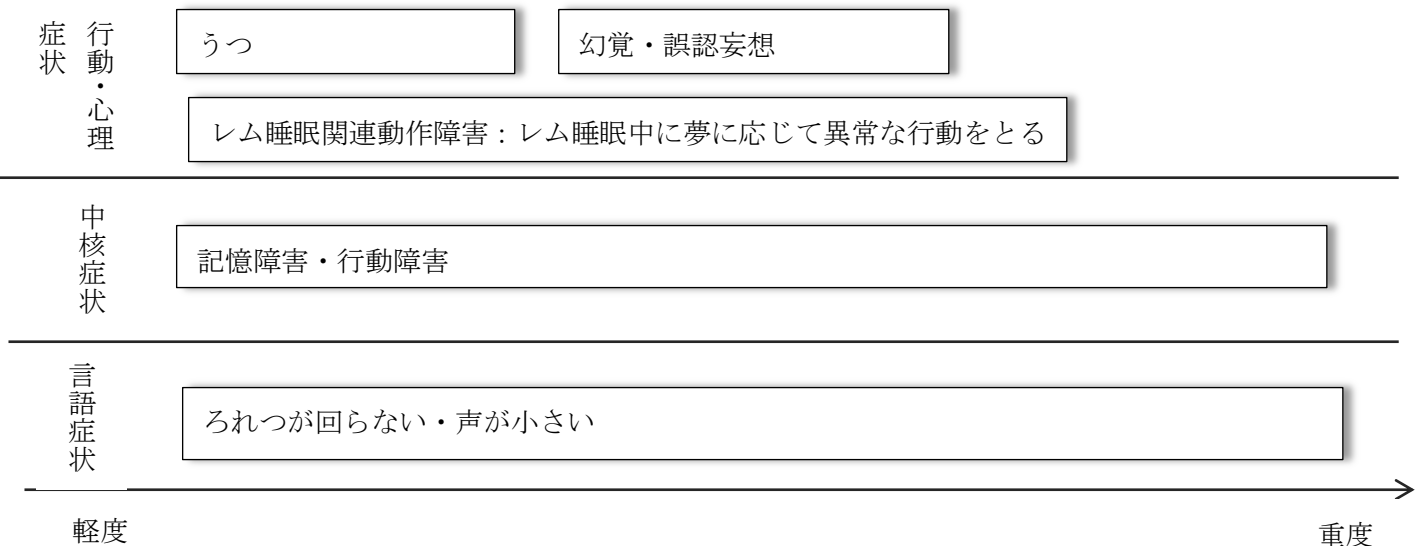 行動・心理
症状
うつ
幻覚・誤認妄想
レム睡眠関連動作障害：レム睡眠中に夢に応じて異常な行動をとる
中核症状
記憶障害・行動障害
言語症状
ろれつが回らない・声が小さい
軽度
重度